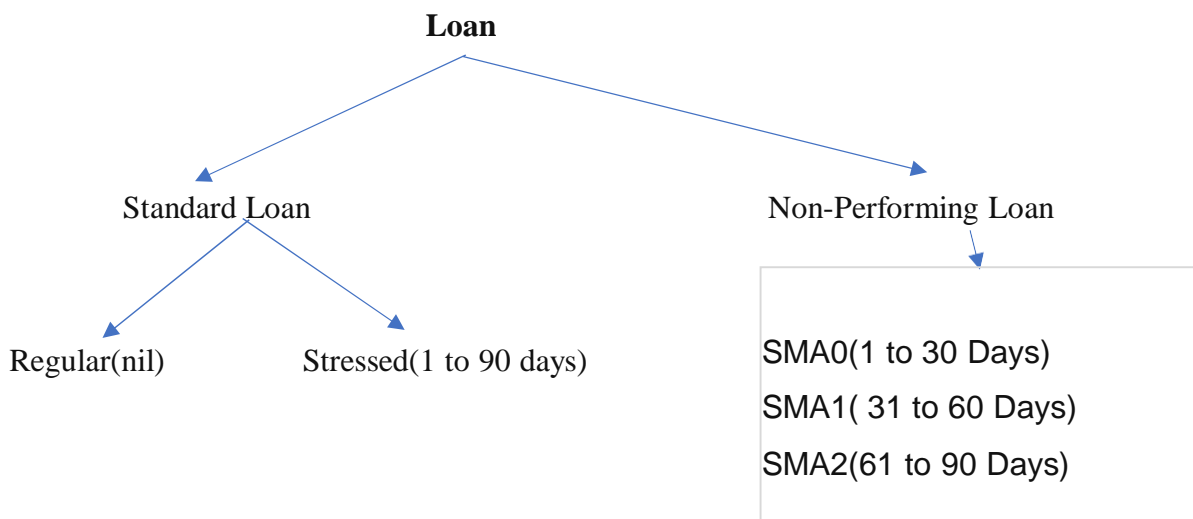 Loan
Standard Loan
Non-Performing Loan
Regular(nil)
Stressed(1 to 90 days)
SMA0(1 to 30 Days)
SMA1( 31 to 60 Days)
SMA2(61 to 90 Days)